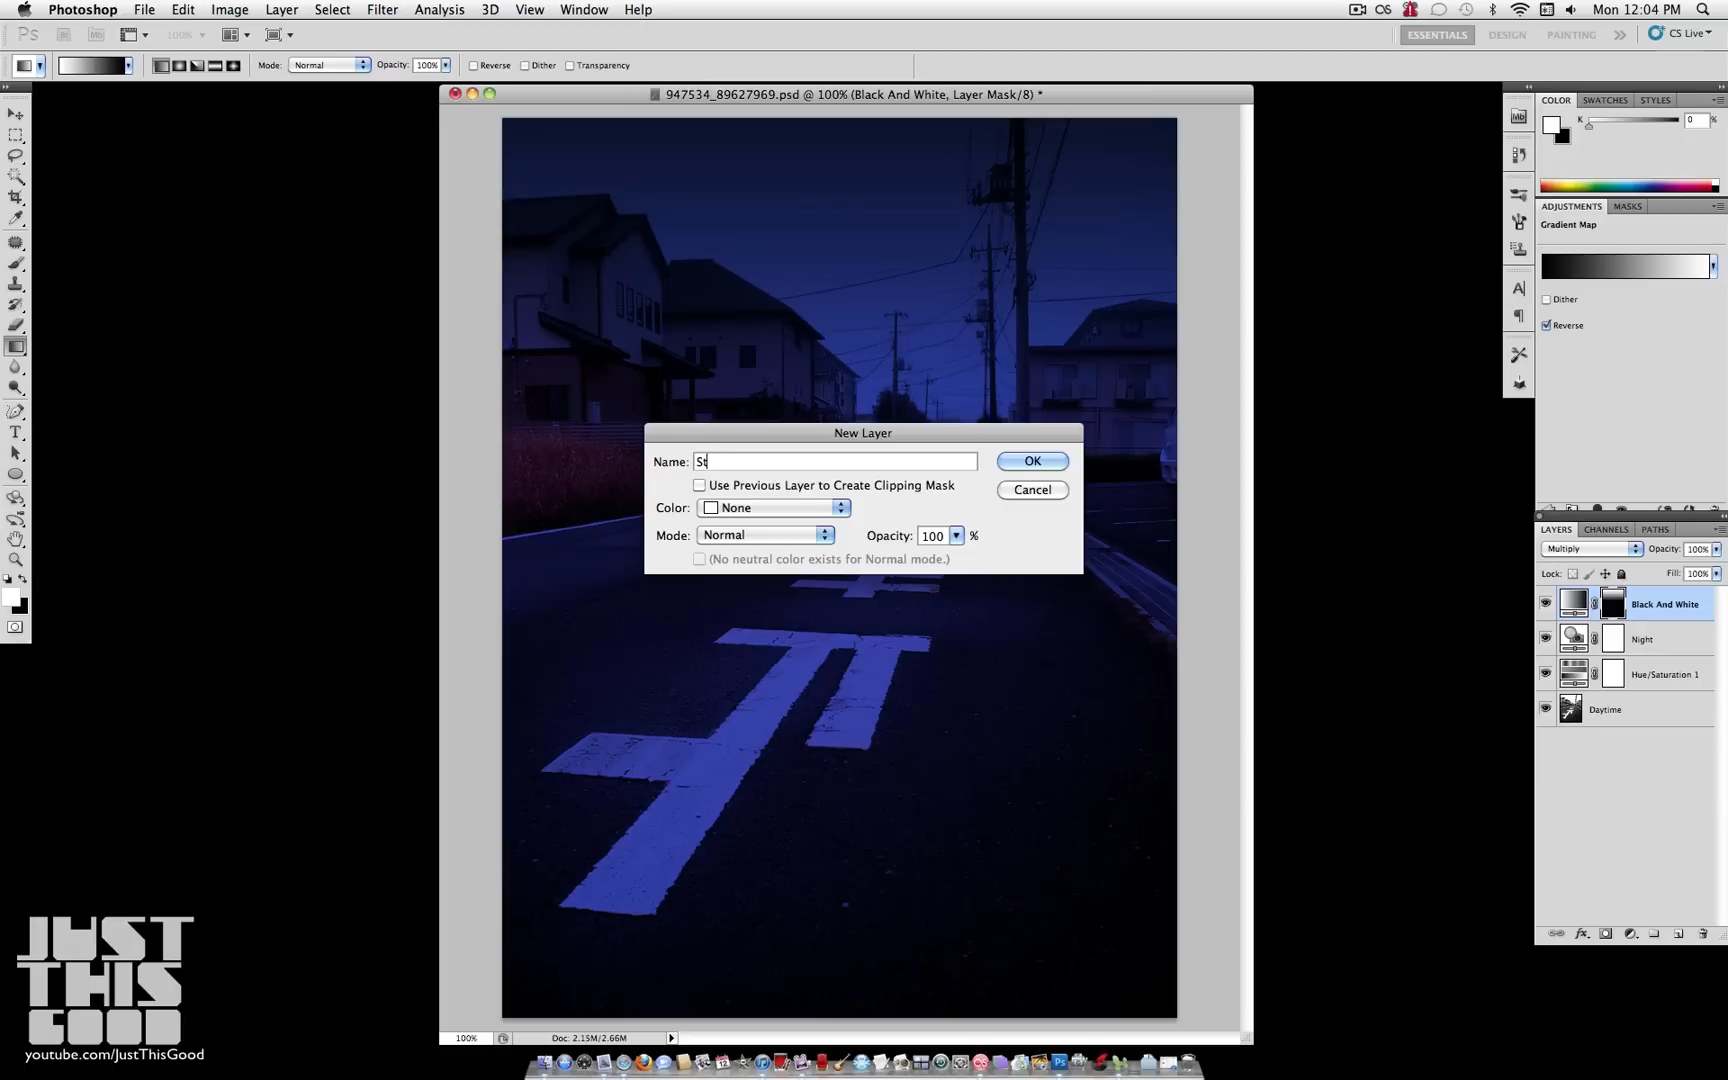 Photoshop File Edit Image Layer Select Filter Analysis 3D View Window Help
Mon 12:04 PM
Ps Br Mb 100%
ESSENTIALS DESIGN PAINTING CS Live
Mode: Normal Opacity: 100% Reverse Dither Transparency
947534_89627969.psd @ 100% (Black And White, Layer Mask/8) *
COLOR SWATCHES STYLES
K 0 %
ADJUSTMENTS MASKS
Gradient Map
Dither
Reverse
New Layer
Name: St
OK
Use Previous Layer to Create Clipping Mask
Cancel
Color: None
Mode: Normal Opacity: 100 %
(No neutral color exists for Normal mode.)
LAYERS CHANNELS PATHS
Multiply Opacity: 100%
Lock: Fill: 100%
Black And White
Night
Hue/Saturation 1
Daytime
JUST
THIS
GOOD
youtube.com/JustThisGood
100% Doc: 2.15M/2.66M